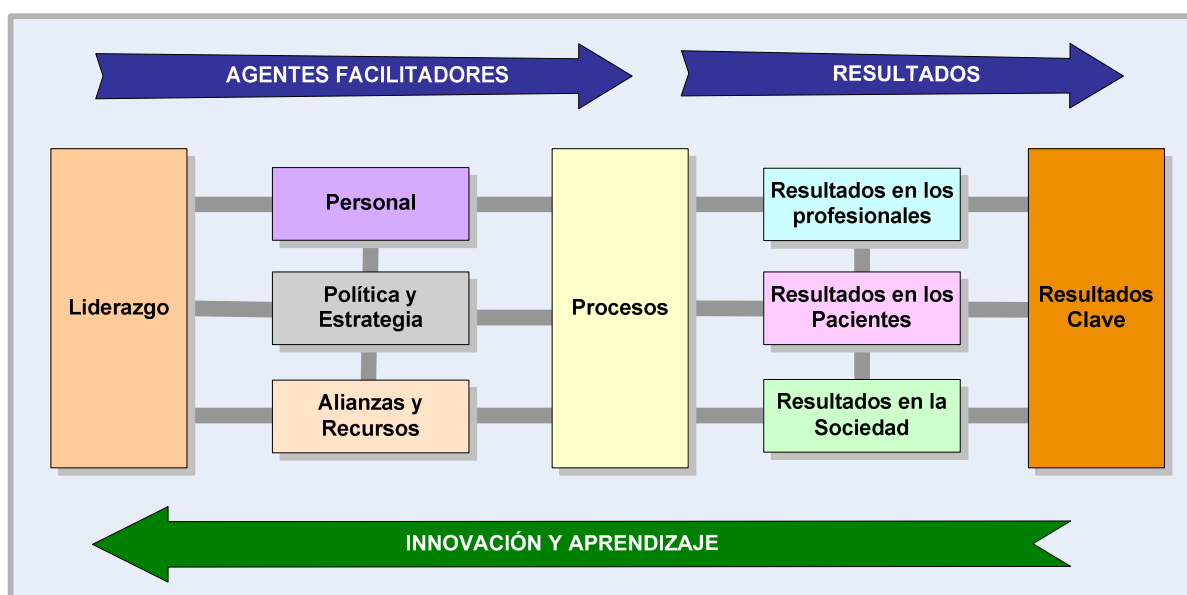 AGENTES FACILITADORES
RESULTADOS
Liderazgo
Personal
Política y
Estrategia
Alianzas y
Recursos
Procesos
Resultados en los
profesionales
Resultados en los
Pacientes
Resultados en la
Sociedad
Resultados
Clave
INNOVACIÓN Y APRENDIZAJE